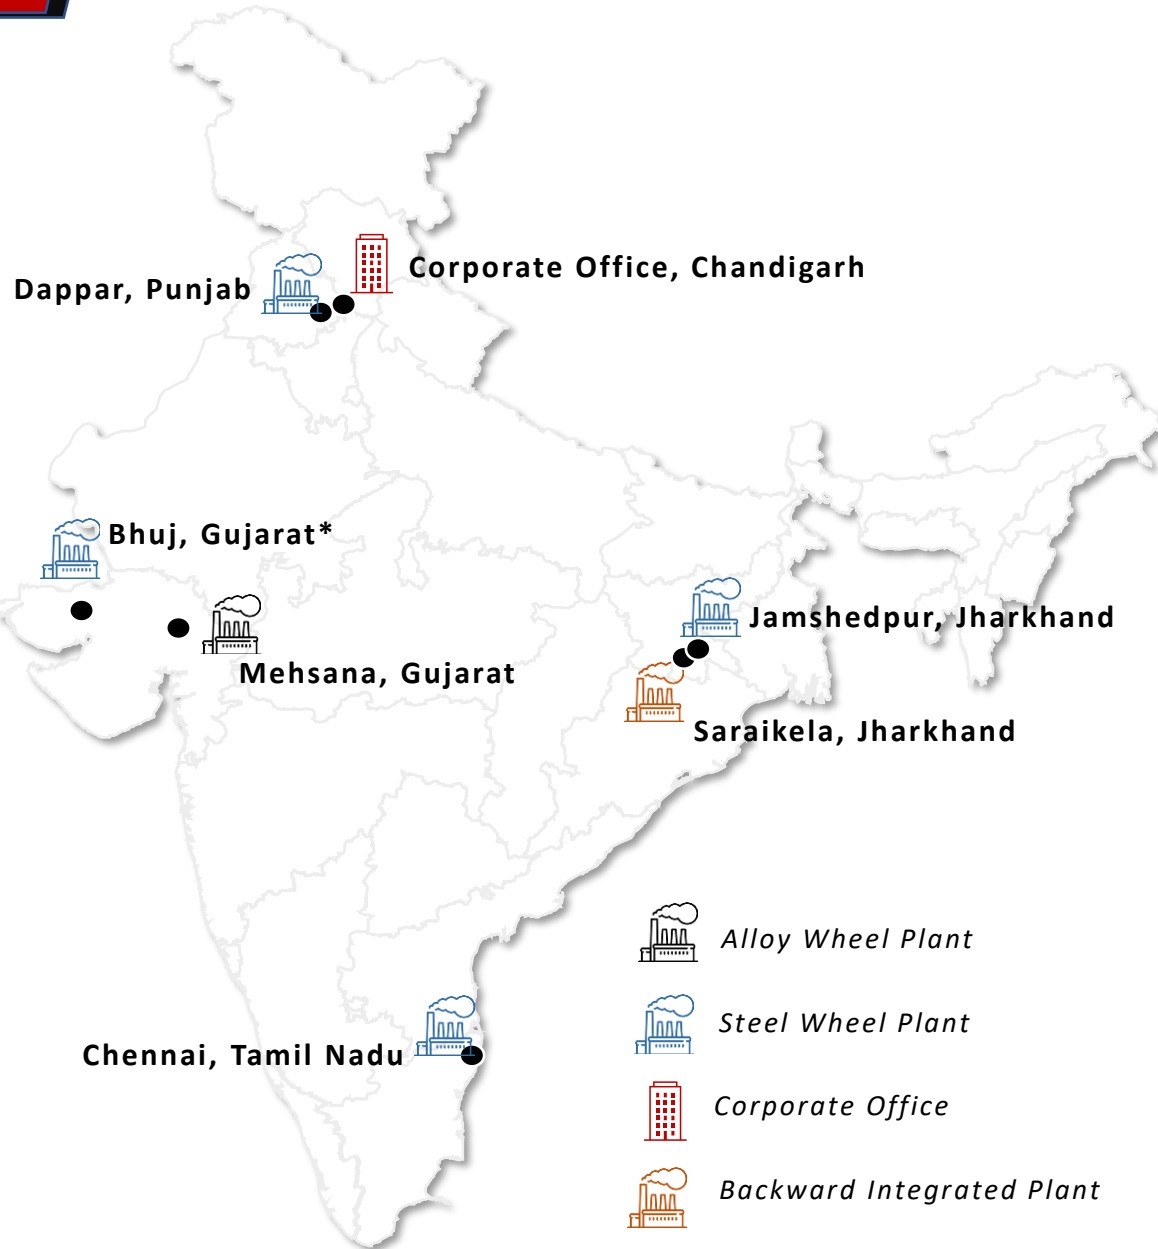 Corporate Office, Chandigarh
Dappar, Punjab
Bhuj, Gujarat*
Jamshedpur, Jharkhand
Mehsana, Gujarat
Saraikela, Jharkhand
Alloy Wheel Plant
Steel Wheel Plant
Chennai, Tamil Nadu
Corporate Office
Backward Integrated Plant